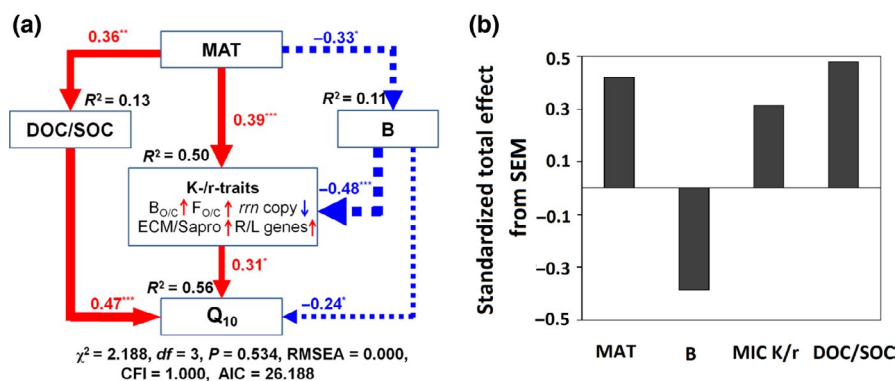 (a)
0.36**
MAT
−0.33*
R² = 0.13
R² = 0.11
DOC/SOC
0.39***
B
R² = 0.50
K-/r-traits
−0.48***
B_O/C↑ F_O/C↑ rrn copy↓
ECM/Sapro↑ R/L genes↑
0.31*
R² = 0.56
0.47***
Q₁₀
−0.24*
χ² = 2.188, df = 3, P = 0.534, RMSEA = 0.000,
CFI = 1.000, AIC = 26.188
(b)
Standardized total effect
from SEM
0.5
0.3
0.1
−0.1
−0.3
−0.5
MAT B MIC K/r DOC/SOC